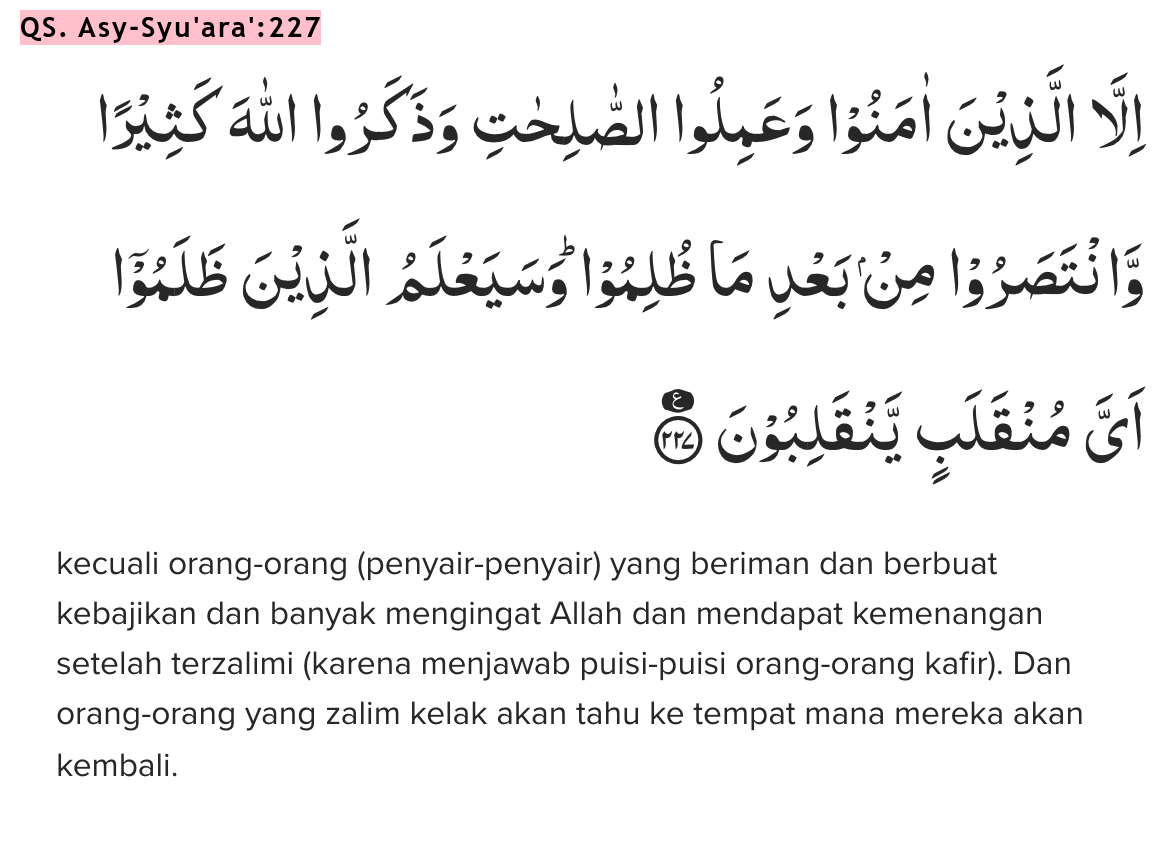 QS. Asy-Syu'ara':227
اِلَّا الَّذِيْنَ اٰمَنُوْا وَعَمِلُوا الصّٰلِحٰتِ وَذَكَرُوا اللّٰهَ كَثِيْرًا
وَّانْتَصَرُوْا مِنْۢ بَعْدِ مَا ظُلِمُوْاۗ وَسَيَعْلَمُ الَّذِيْنَ ظَلَمُوْٓا
اَيَّ مُنْقَلَبٍ يَّنْقَلِبُوْنَ ࣖ ٢٢٧
kecuali orang-orang (penyair-penyair) yang beriman dan berbuat
kebajikan dan banyak mengingat Allah dan mendapat kemenangan
setelah terzalimi (karena menjawab puisi-puisi orang-orang kafir). Dan
orang-orang yang zalim kelak akan tahu ke tempat mana mereka akan
kembali.